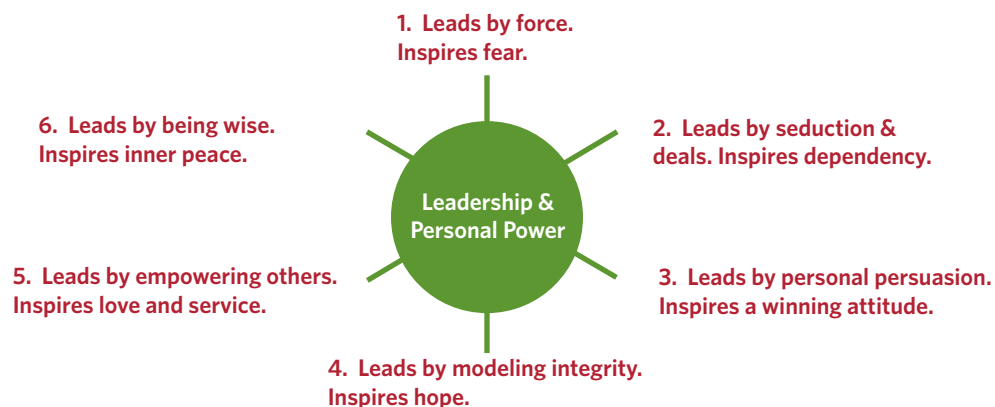 1. Leads by force.
Inspires fear.
2. Leads by seduction &
deals. Inspires dependency.
3. Leads by personal persuasion.
Inspires a winning attitude.
4. Leads by modeling integrity.
Inspires hope.
5. Leads by empowering others.
Inspires love and service.
6. Leads by being wise.
Inspires inner peace.
Leadership &
Personal Power